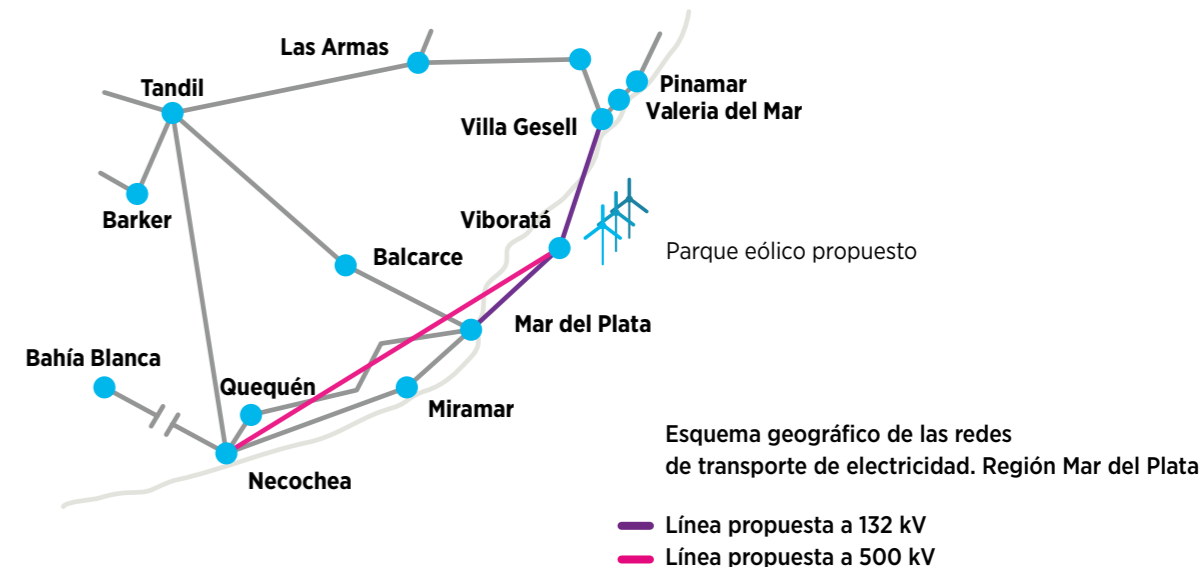 Las Armas
Tandil
Pinamar
Valeria del Mar
Villa Gesell
Barker
Viboratá
Balcarce
Parque eólico propuesto
Mar del Plata
Bahía Blanca
Quequén
Miramar
Necochea
Esquema geográfico de las redes
de transporte de electricidad. Región Mar del Plata
Línea propuesta a 132 kV
Línea propuesta a 500 kV